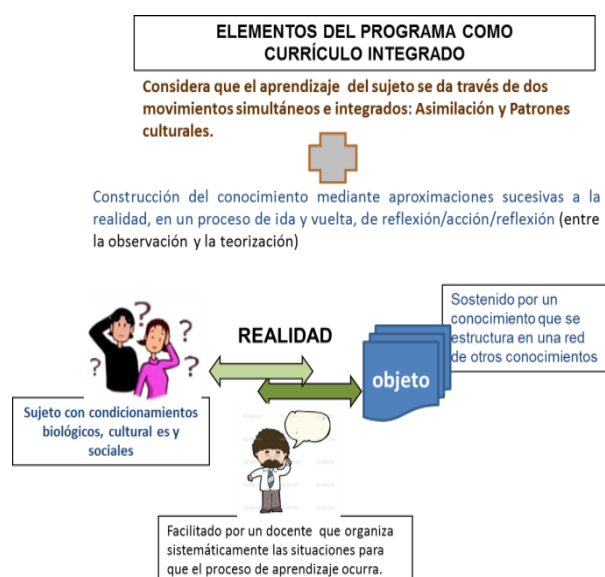 ELEMENTOS DEL PROGRAMA COMO
CURRÍCULO INTEGRADO
Considera que el aprendizaje del sujeto se da través de dos
movimientos simultáneos e integrados: Asimilación y Patrones
culturales.
Construcción del conocimiento mediante aproximaciones sucesivas a la
realidad, en un proceso de ida y vuelta, de reflexión/acción/reflexión (entre
la observación y la teorización)
Sostenido por un
conocimiento que se
estructura en una red
de otros conocimientos
? ? ? ?
REALIDAD
objeto
Sujeto con condicionamientos
biológicos, cultural es y
sociales
Facilitado por un docente que organiza
sistemáticamente las situaciones para
que el proceso de aprendizaje ocurra.